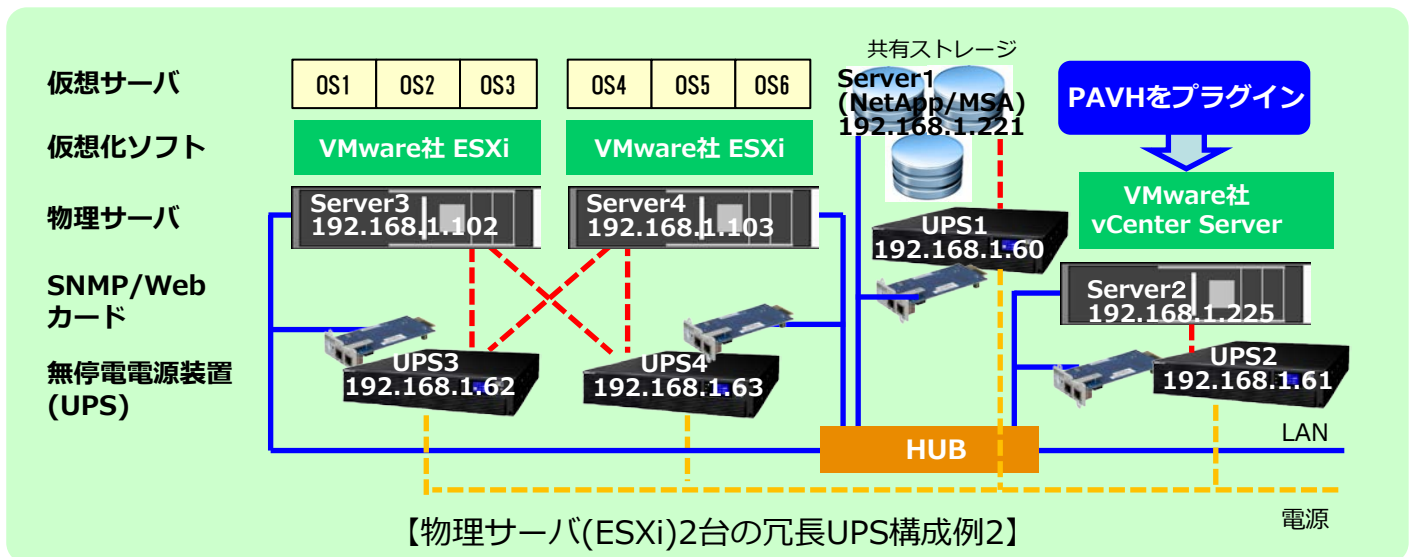 仮想サーバ
OS1 OS2 OS3
OS4 OS5 OS6
共有ストレージ
Server1
(NetApp/MSA)
192.168.1.221
PAVHをプラグイン
仮想化ソフト
VMware社 ESXi
VMware社 ESXi
物理サーバ
Server3
192.168.1.102
Server4
192.168.1.103
UPS1
192.168.1.60
VMware社
vCenter Server
SNMP/Web
カード
Server2
192.168.1.225
無停電電源装置
(UPS)
UPS3
192.168.1.62
UPS4
192.168.1.63
UPS2
192.168.1.61
HUB
LAN
電源
【物理サーバ(ESXi)2台の冗長UPS構成例2】